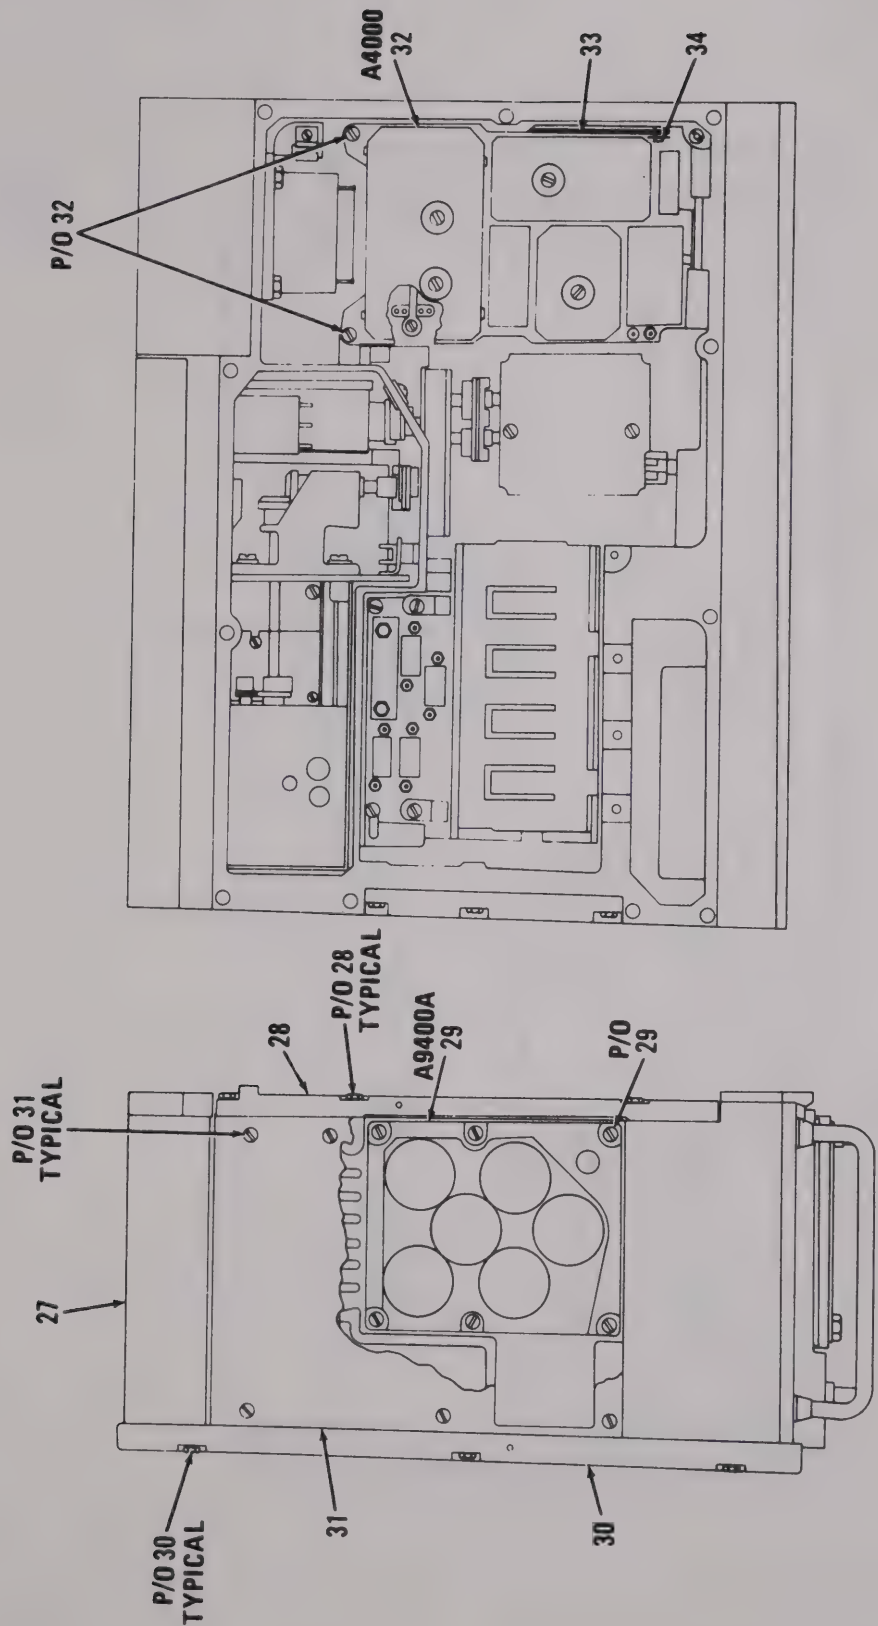 P/O 32
A4000
32
33
34
P/O 31
TYPICAL
27
28
P/O 28
TYPICAL
A9400A
29
P/O
29
P/O 30
TYPICAL
31
30